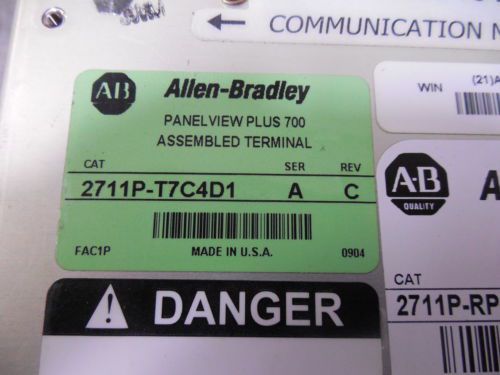 COMMUNICATION M
AB Allen-Bradley
PANELVIEW PLUS 700
ASSEMBLED TERMINAL
CAT SER REV
2711P-T7C4D1 A C
FAC1P MADE IN U.S.A. 0904
DANGER
WIN (21)A
A-B
QUALITY
A
CAT
2711P-RP